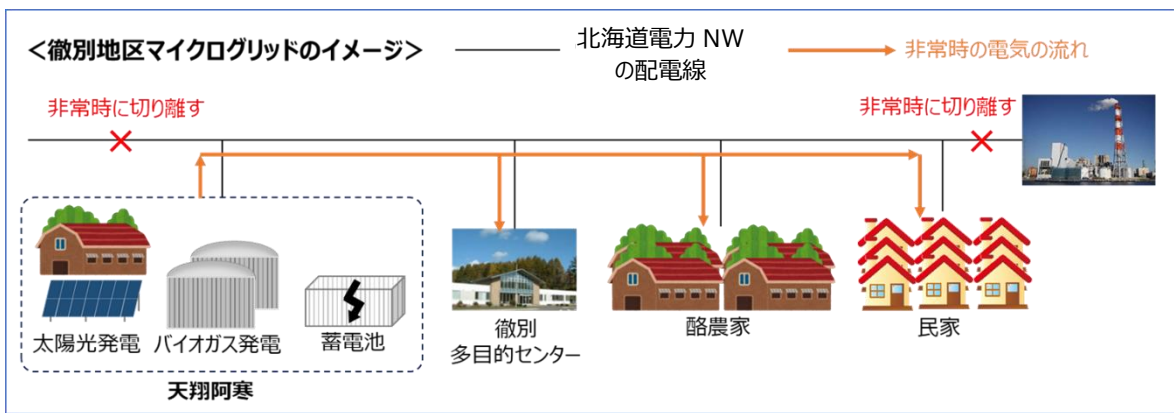 ＜徹別地区マイクログリッドのイメージ＞
北海道電力 NW
の配電線
非常時の電気の流れ
非常時に切り離す
非常時に切り離す
太陽光発電
バイオガス発電
蓄電池
天翔阿寒
徹別
多目的センター
酪農家
民家